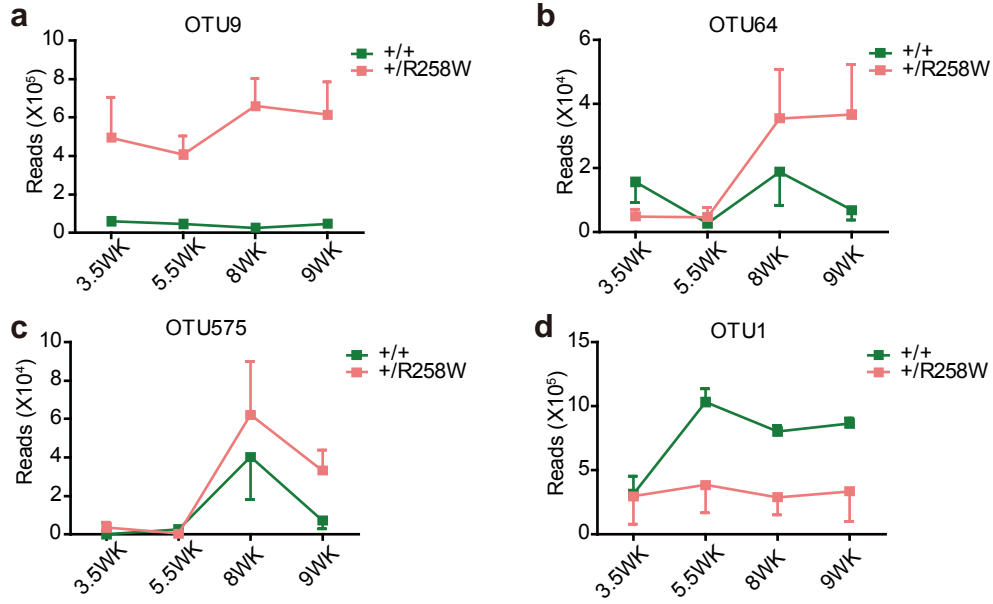 a
OTU9
Reads (X10⁵)
10
8
6
4
2
0
3.5WK
5.5WK
8WK
9WK
+/+
+/R258W
b
OTU64
Reads (X10⁴)
6
4
2
0
3.5WK
5.5WK
8WK
9WK
+/+
+/R258W
c
OTU575
Reads (X10⁴)
10
8
6
4
2
0
3.5WK
5.5WK
8WK
9WK
+/+
+/R258W
d
OTU1
Reads (X10⁵)
15
10
5
0
3.5WK
5.5WK
8WK
9WK
+/+
+/R258W